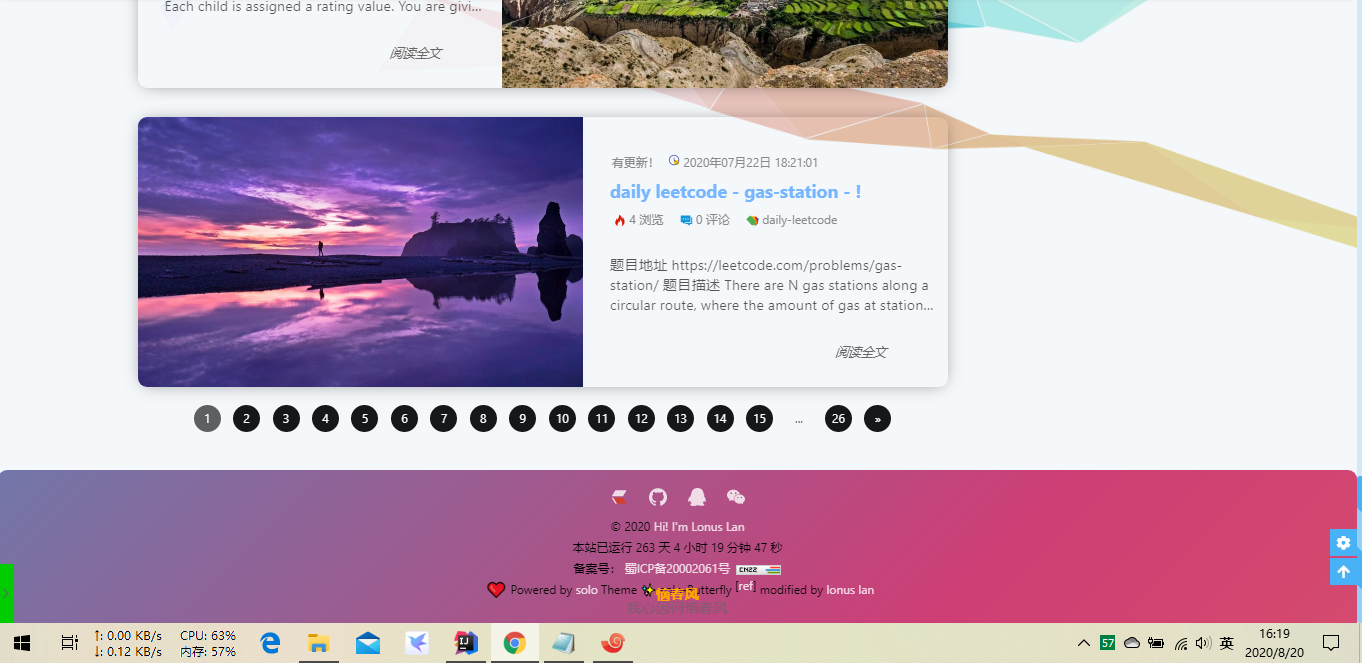 Each child is assigned a rating value. You are givi...
阅读全文
有更新! 2020年07月22日 18:21:01
daily leetcode - gas-station - !
4 浏览 0 评论 daily-leetcode
题目地址 https://leetcode.com/problems/gas-
station/ 题目描述 There are N gas stations along a
circular route, where the amount of gas at station...
阅读全文
1 2 3 4 5 6 7 8 9 10 11 12 13 14 15 ... 26 »
© 2020 Hi! I'm Lonus Lan
本站已运行 263 天 4 小时 19 分钟 47 秒
备案号: 蜀ICP备20002061号 CNZZ
Powered by solo Theme Butterfly [ref] modified by lonus lan
恼春风
我心因何恼春风
↑: 0.00 KB/s CPU: 63%
↓: 0.12 KB/s 内存: 57%
57 英 16:19
2020/8/20